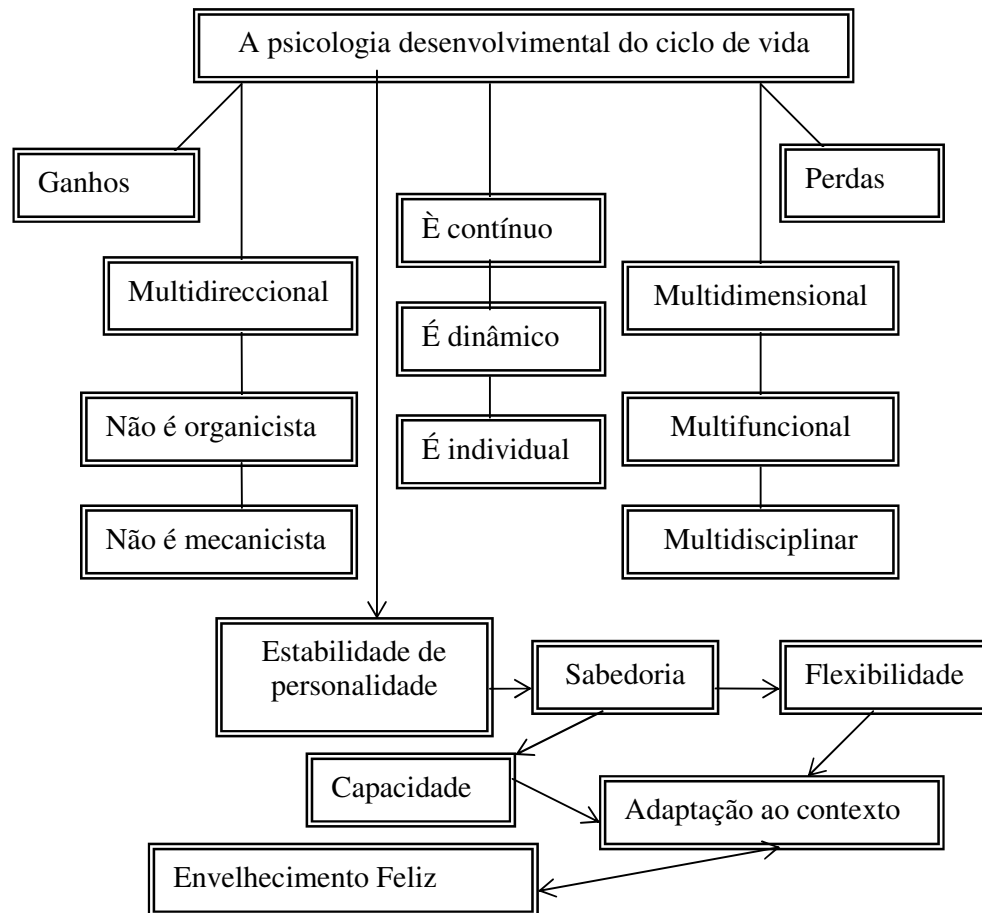 A psicologia desenvolvimental do ciclo de vida
Ganhos
Perdas
È contínuo
Multidireccional
Multidimensional
É dinâmico
Não é organicista
Multifuncional
É individual
Não é mecanicista
Multidisciplinar
Estabilidade de
personalidade
Sabedoria
Flexibilidade
Capacidade
Adaptação ao contexto
Envelhecimento Feliz